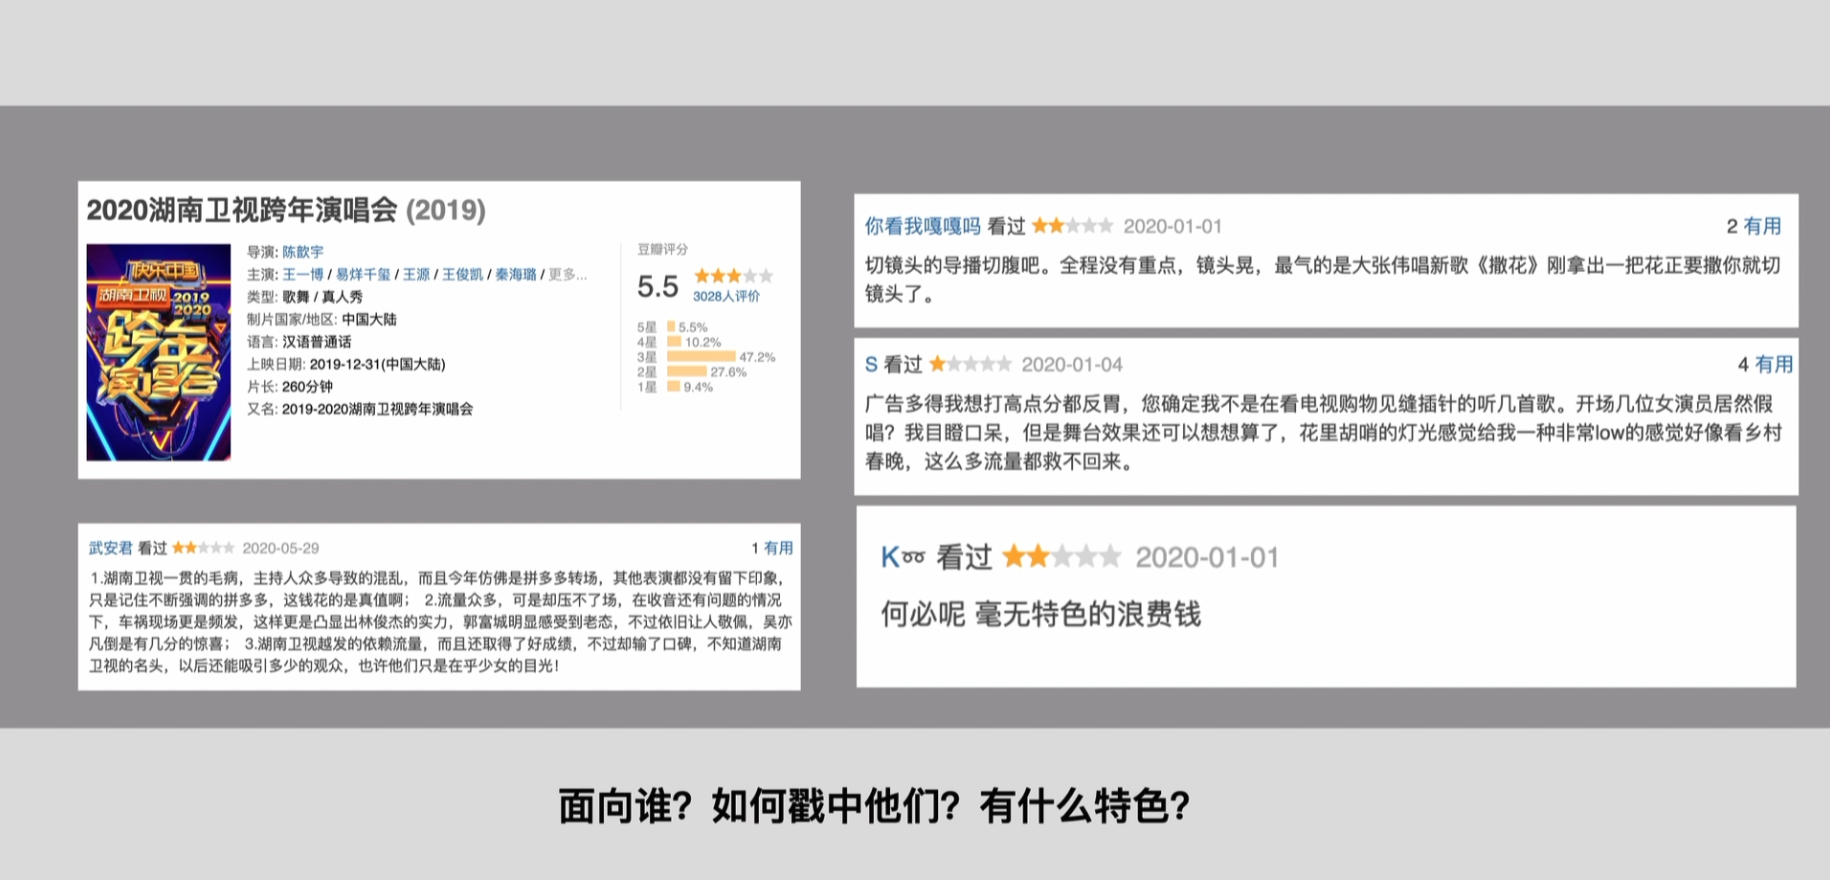 2020湖南卫视跨年演唱会 (2019)
快乐中国
湖南卫视 2019
2020
跨年
演唱会
导演: 陈歆宇
主演: 王一博 / 易烊千玺 / 王源 / 王俊凯 / 秦海璐 / 更多...
类型: 歌舞 / 真人秀
制片国家/地区: 中国大陆
语言: 汉语普通话
上映日期: 2019-12-31(中国大陆)
片长: 260分钟
又名: 2019-2020湖南卫视跨年演唱会
豆瓣评分
5.5
3028人评价
5星 5.5%
4星 10.2%
3星 47.2%
2星 27.6%
1星 9.4%
武安君 看过 2020-05-29 1 有用
1.湖南卫视一贯的毛病，主持人众多导致的混乱，而且今年仿佛是拼多多转场，其他表演都没有留下印象，
只是记住不断强调的拼多多，这钱花的是真值啊； 2.流量众多，可是却压不了场，在收音还有问题的情况
下，车祸现场更是频发，这样更是凸显出林俊杰的实力，郭富城明显感受到老态，不过依旧让人敬佩，吴亦
凡倒是有几分的惊喜； 3.湖南卫视越发的依赖流量，而且还取得了好成绩，不过却输了口碑，不知道湖南
卫视的名头，以后还能吸引多少的观众，也许他们只是在乎少女的目光！
你看我嘎嘎吗 看过 2020-01-01 2 有用
切镜头的导播切腹吧。全程没有重点，镜头晃，最气的是大张伟唱新歌《撒花》刚拿出一把花正要撒你就切
镜头了。
S 看过 2020-01-04 4 有用
广告多得我想打高点分都反胃，您确定我不是在看电视购物见缝插针的听几首歌。开场几位女演员居然假
唱？我目瞪口呆，但是舞台效果还可以想想算了，花里胡哨的灯光感觉给我一种非常low的感觉好像看乡村
春晚，这么多流量都救不回来。
K 看过 2020-01-01
何必呢 毫无特色的浪费钱
面向谁？如何戳中他们？有什么特色？